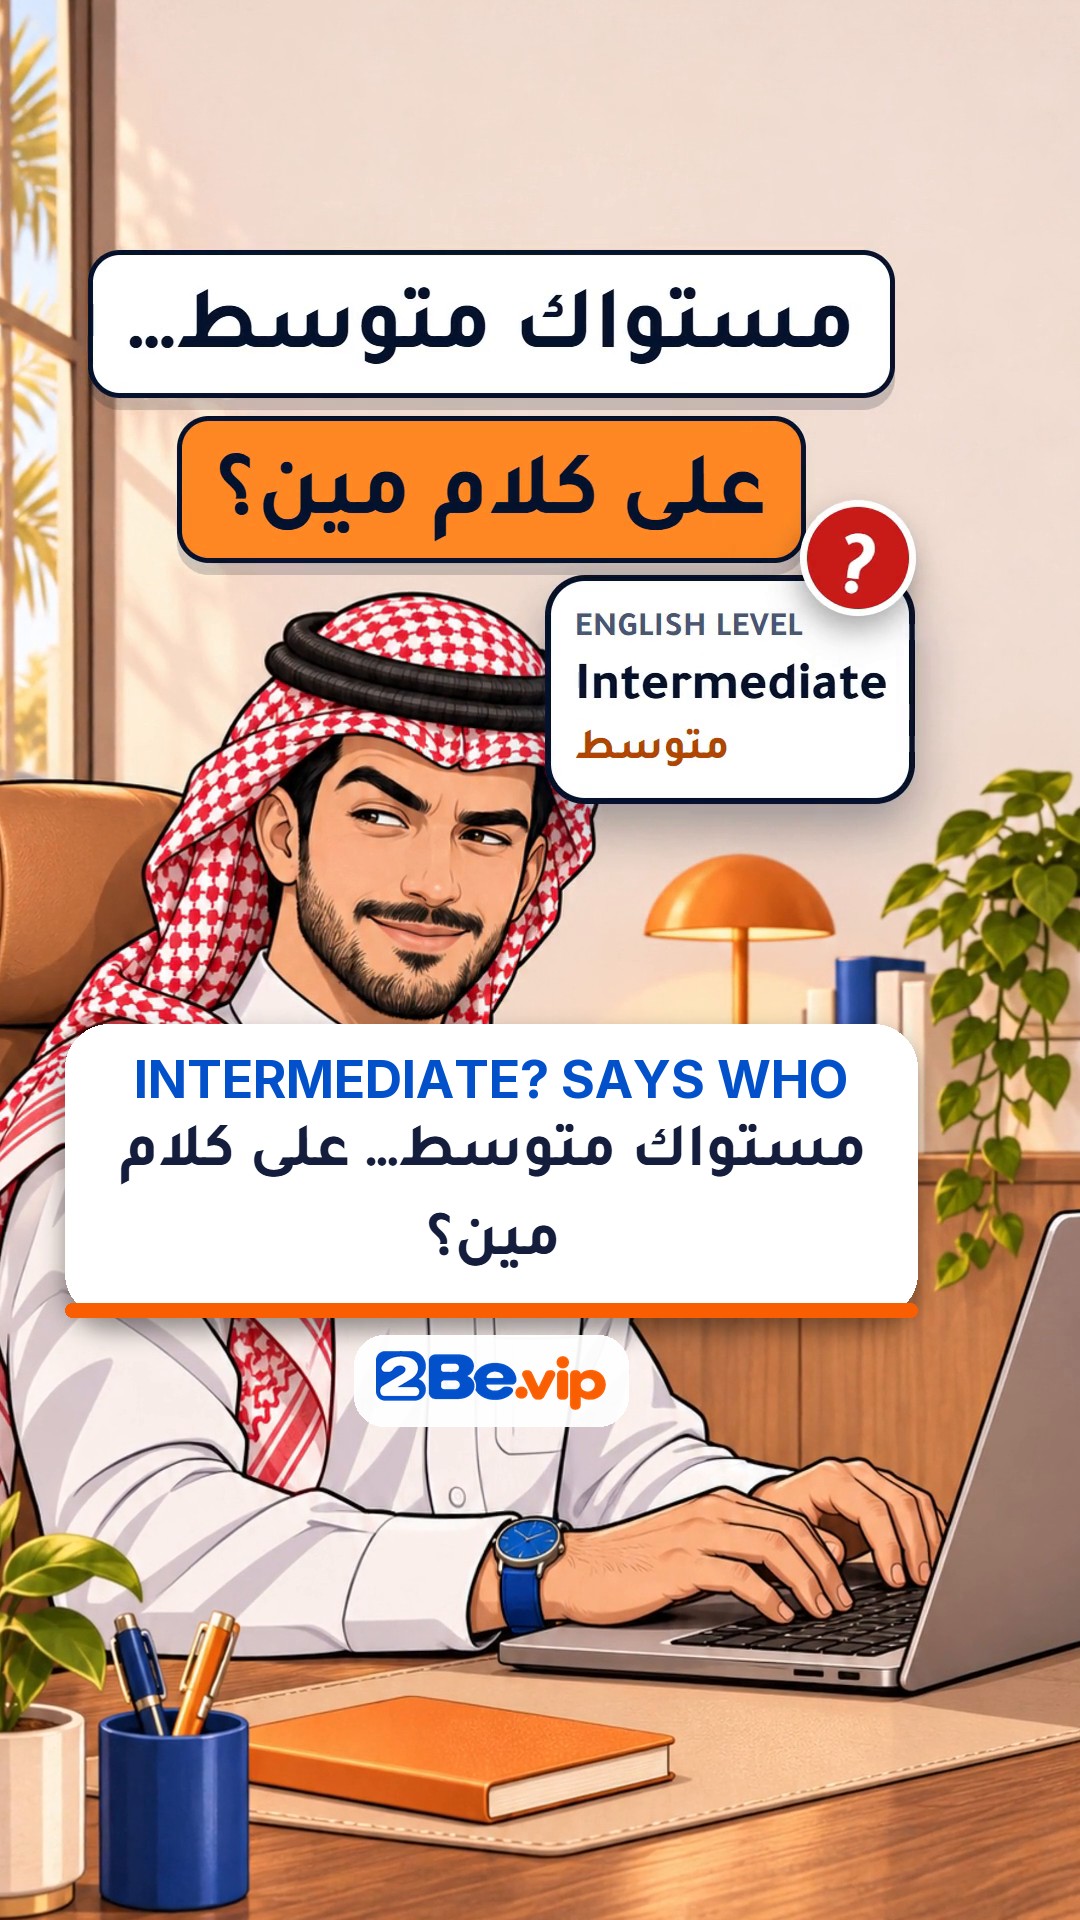 مستواك متوسط...
على كلام مين؟
?
ENGLISH LEVEL
Intermediate
متوسط
INTERMEDIATE? SAYS WHO
مستواك متوسط... على كلام
مين؟
2Be.vip